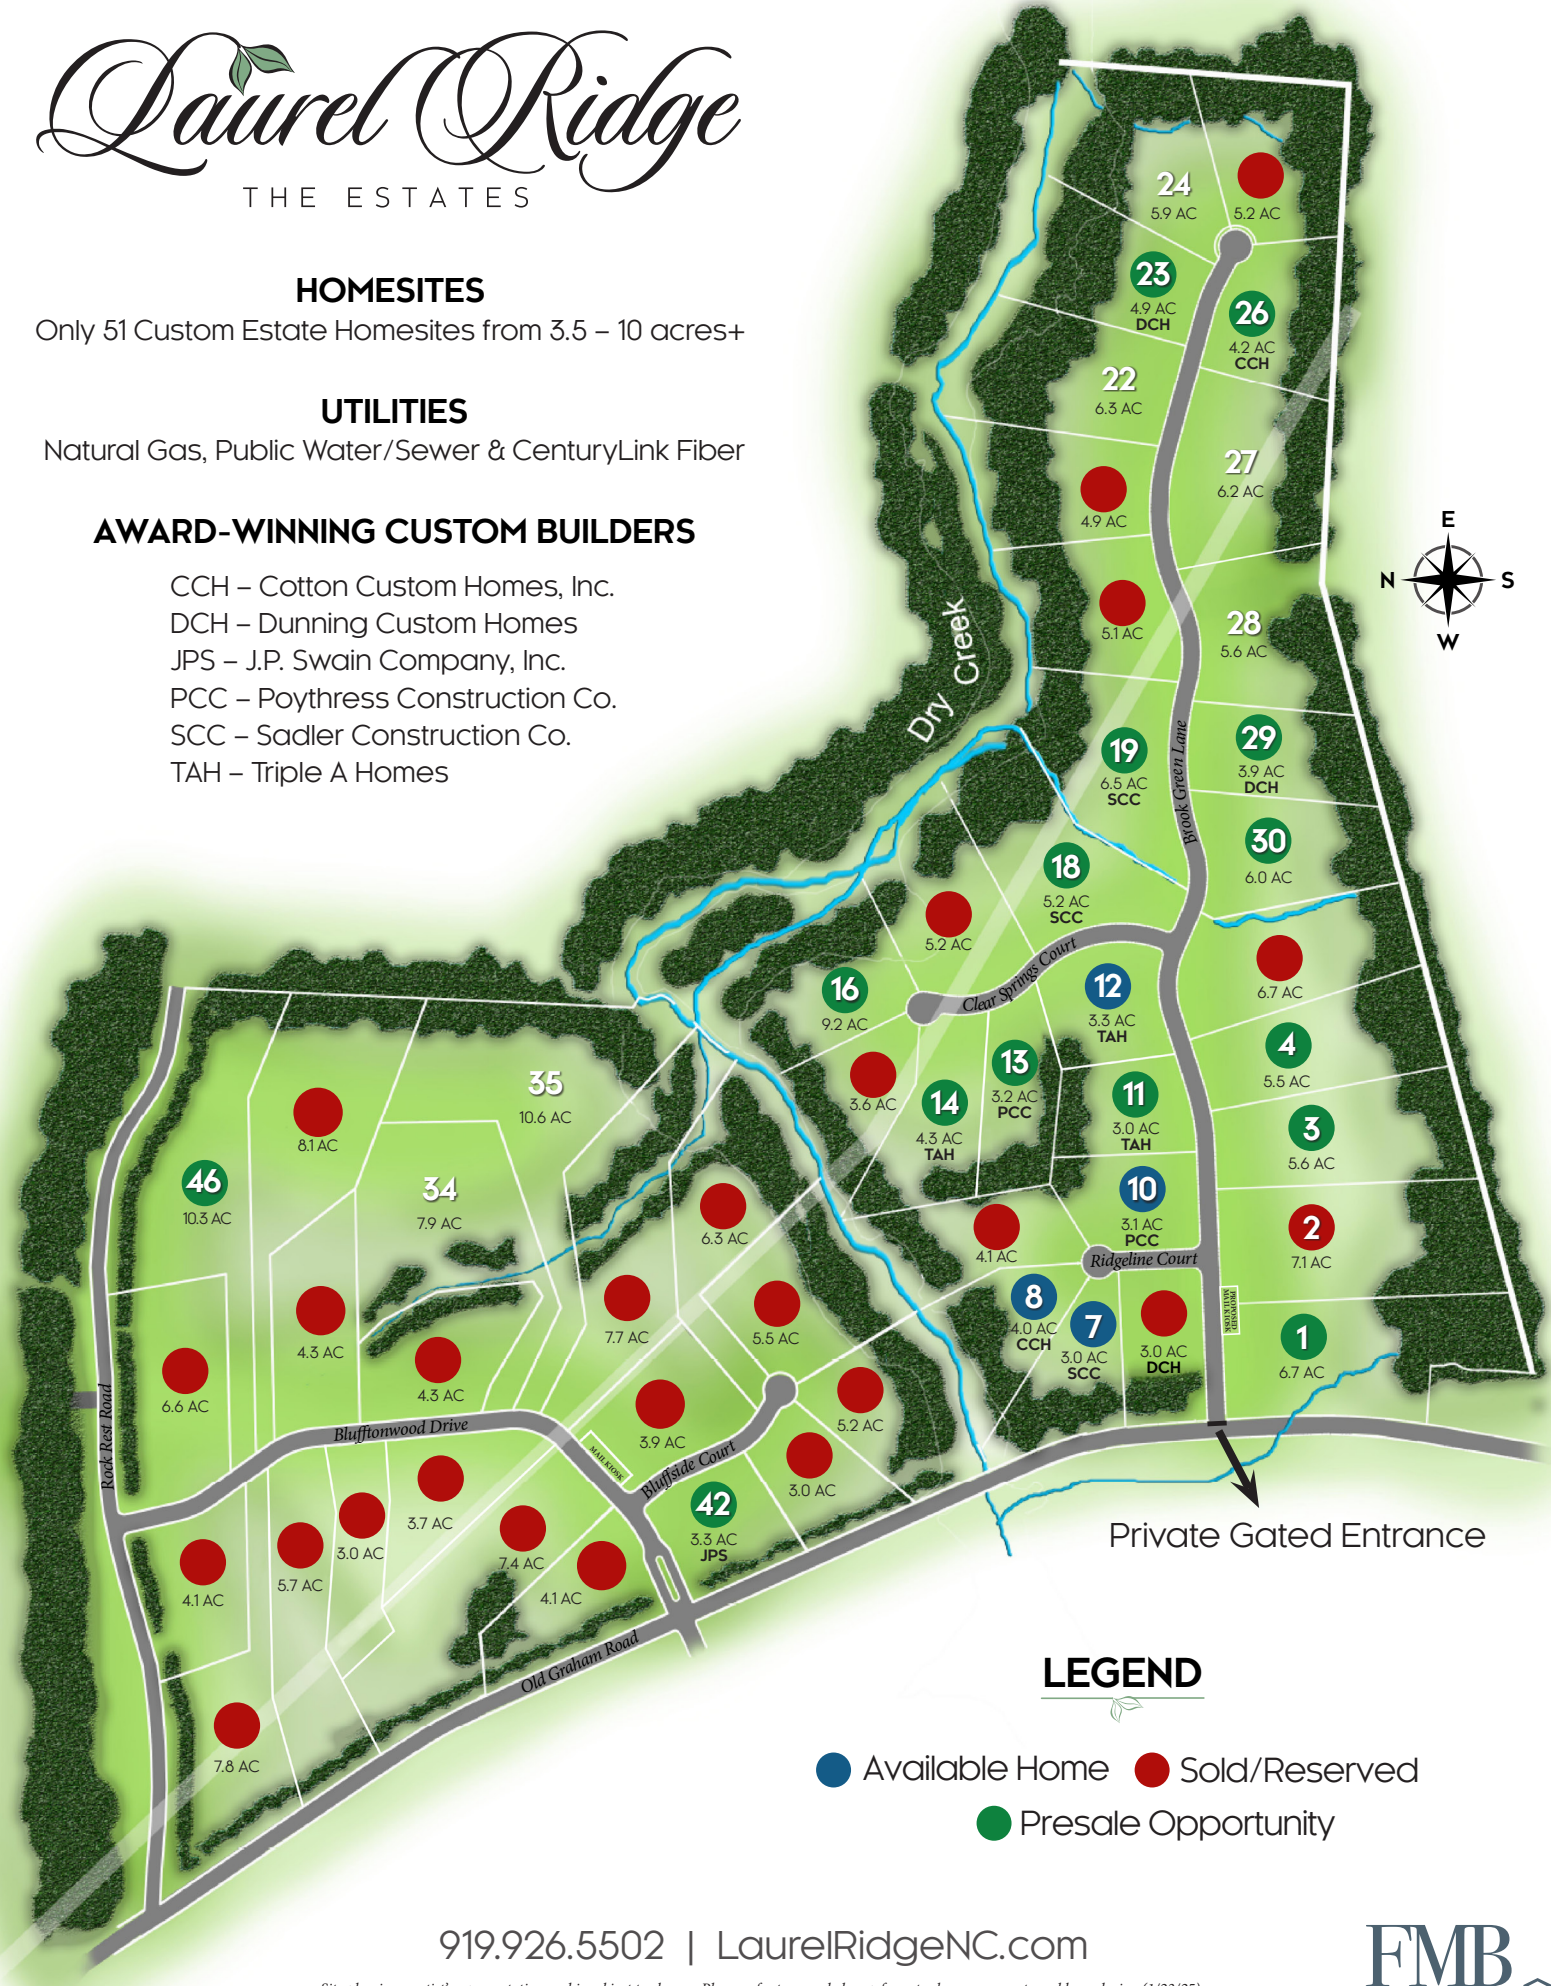 Laurel Ridge
THE ESTATES
HOMESITES
Only 51 Custom Estate Homesites from 3.5 – 10 acres+
UTILITIES
Natural Gas, Public Water/Sewer & CenturyLink Fiber
AWARD-WINNING CUSTOM BUILDERS
CCH – Cotton Custom Homes, Inc.
DCH – Dunning Custom Homes
JPS – J.P. Swain Company, Inc.
PCC – Poythress Construction Co.
SCC – Sadler Construction Co.
TAH – Triple A Homes
24
5.9 AC
5.2 AC
23
4.9 AC
DCH
26
4.2 AC
CCH
22
6.3 AC
27
6.2 AC
4.9 AC
E
N
S
W
5.1 AC
28
5.6 AC
Dry
Creek
19
6.5 AC
SCC
Brook Green Lane
29
3.9 AC
DCH
30
6.0 AC
18
5.2 AC
SCC
5.2 AC
Clear Springs Court
6.7 AC
16
9.2 AC
12
3.3 AC
TAH
4
5.5 AC
3.6 AC
14
4.3 AC
TAH
13
3.2 AC
PCC
11
3.0 AC
TAH
3
5.6 AC
10
3.1 AC
PCC
2
7.1 AC
4.1 AC
Ridgeline Court
8
4.0 AC
CCH
7
3.0 AC
SCC
3.0 AC
DCH
PROPOSED
MAIL KIOSK
1
6.7 AC
35
10.6 AC
8.1 AC
46
10.3 AC
34
7.9 AC
6.3 AC
4.3 AC
7.7 AC
5.5 AC
6.6 AC
4.3 AC
5.2 AC
3.9 AC
Rock Rest Road
Blufftonwood Drive
MAIL KIOSK
Bluffside Court
3.0 AC
42
3.3 AC
JPS
3.7 AC
3.0 AC
5.7 AC
4.1 AC
7.4 AC
4.1 AC
7.8 AC
Old Graham Road
Private Gated Entrance
LEGEND
Available Home
Sold/Reserved
Presale Opportunity
919.926.5502 | LaurelRidgeNC.com
FMB